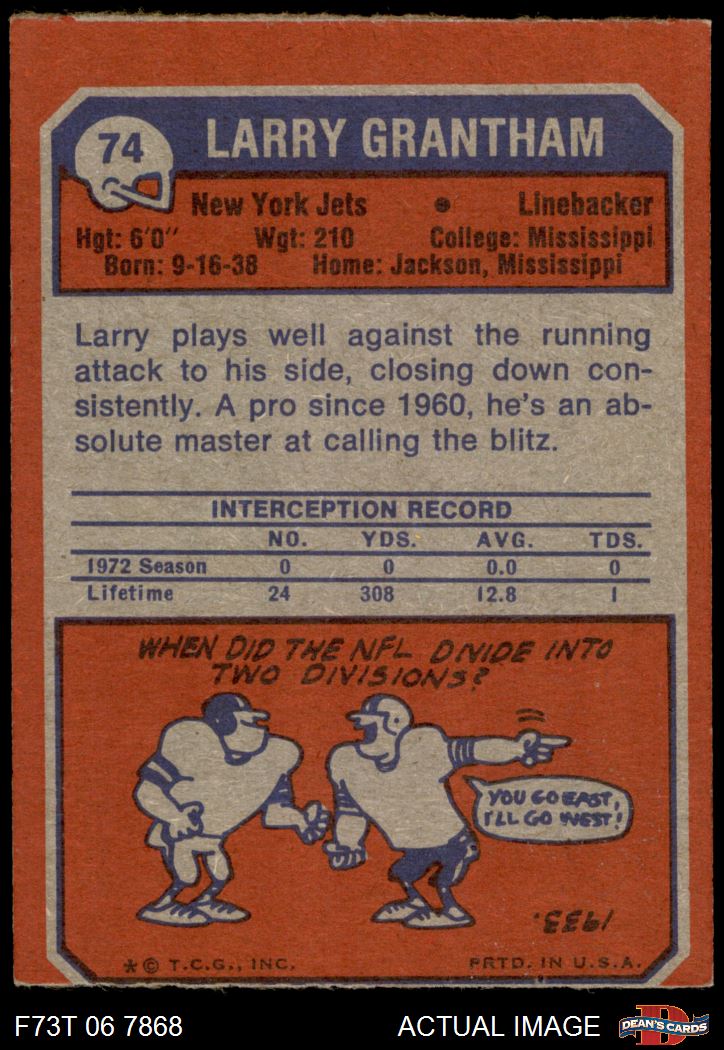 74
LARRY GRANTHAM
New York Jets • Linebacker
Hgt: 6'0" Wgt: 210 College: Mississippi
Born: 9-16-38 Home: Jackson, Mississippi
Larry plays well against the running
attack to his side, closing down con-
sistently. A pro since 1960, he's an ab-
solute master at calling the blitz.
INTERCEPTION RECORD
NO. YDS. AVG. TDS.
1972 Season 0 0 0.0 0
Lifetime 24 308 12.8 1
WHEN DID THE NFL DIVIDE INTO
TWO DIVISIONS?
YOU GO EAST,
I'LL GO WEST!
1933.
* © T.C.G., INC. PRTD. IN U.S.A.
F73T 06 7868 ACTUAL IMAGE
D
DEAN'S CARDS